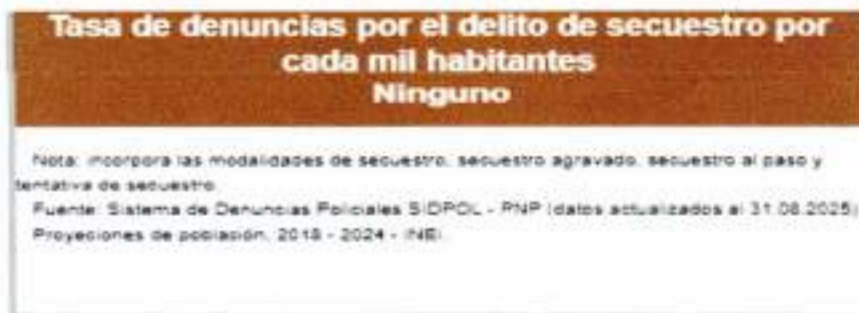 Tasa de denuncias por el delito de secuestro por
cada mil habitantes
Ninguno
Nota: incorpora las modalidades de secuestro, secuestro agravado, secuestro al paso y
tentativa de secuestro.
Fuente: Sistema de Denuncias Policiales SIDPOL - PNP (datos actualizados al 31.08.2025)
Proyeciones de población, 2018 - 2024 - INEI.